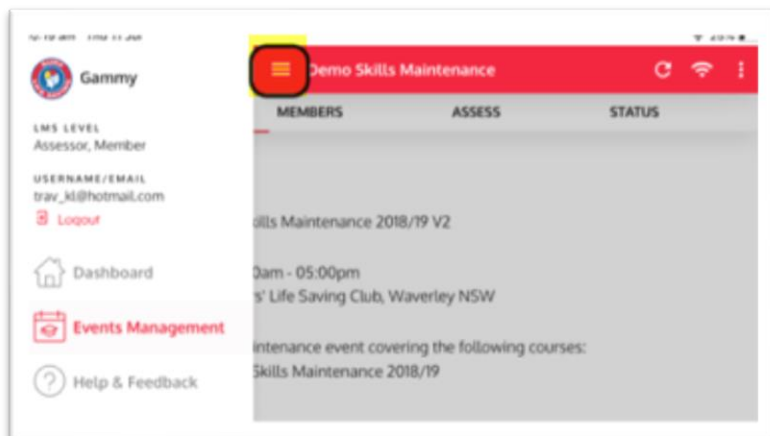 Gammy
LMS LEVEL
Assessor, Member
USERNAME/EMAIL
trav_kl@hotmail.com
Logout
Dashboard
Events Management
Help & Feedback
Demo Skills Maintenance
MEMBERS ASSESS STATUS
Skills Maintenance 2018/19 V2
0am - 05:00pm
rs' Life Saving Club, Waverley NSW
intenance event covering the following courses:
Skills Maintenance 2018/19